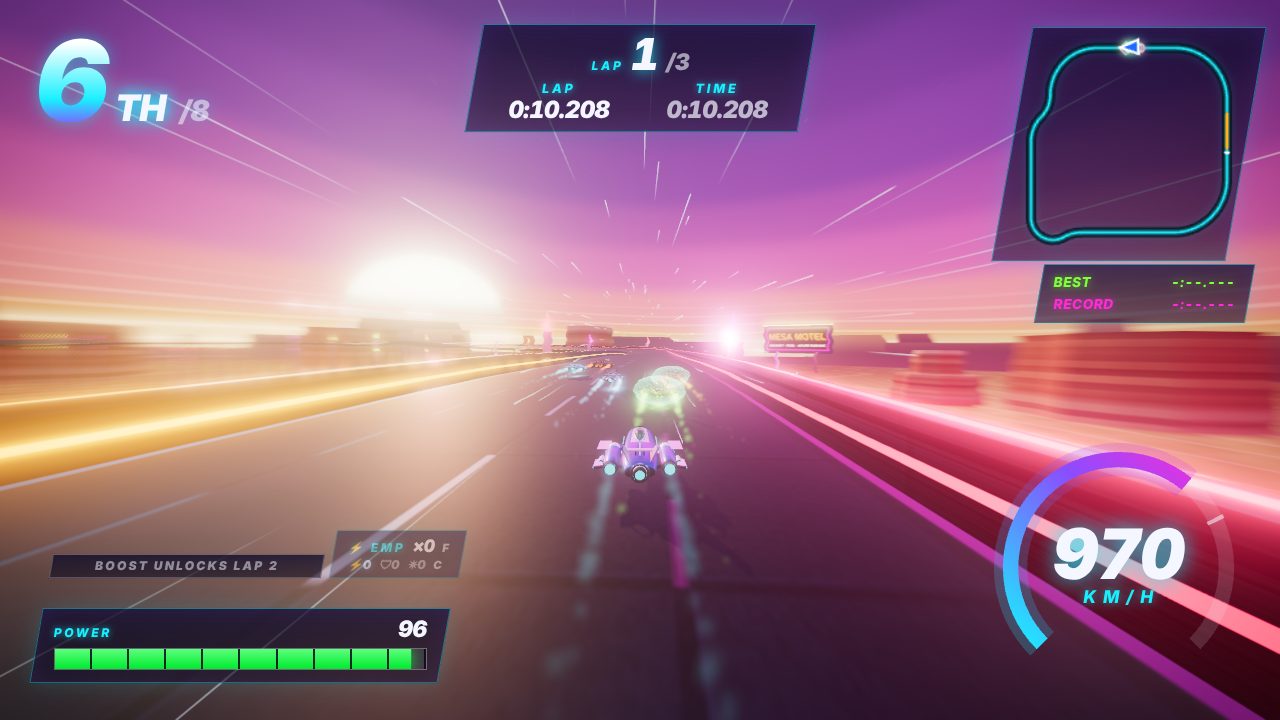 6TH /8
LAP 1 /3
LAP TIME
0:10.208 0:10.208
BEST -:--.---
RECORD -:--.---
MESA MOTEL
⚡ EMP ×0 F
⚡0 🛡0 ✳0 C
BOOST UNLOCKS LAP 2
970
KM/H
POWER 96